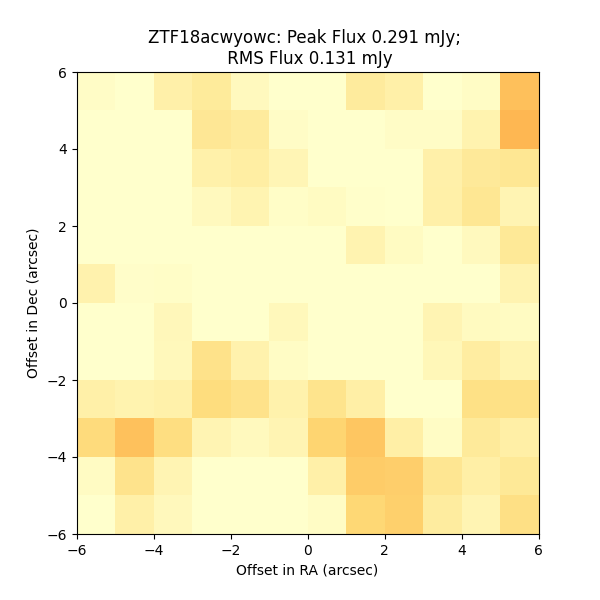 ZTF18acwyowc: Peak Flux 0.291 mJy;
RMS Flux 0.131 mJy
6
4
2
0
−2
−4
−6
Offset in Dec (arcsec)
−6 −4 −2 0 2 4 6
Offset in RA (arcsec)